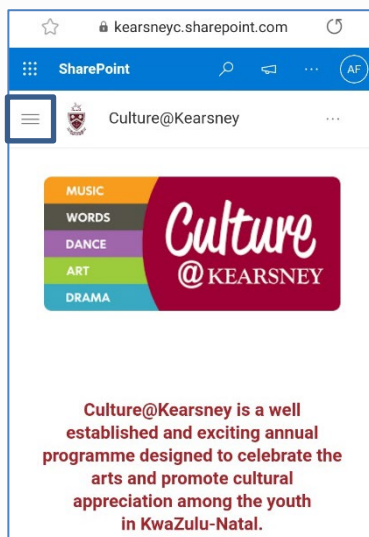 kearsneyc.sharepoint.com
SharePoint
... AF
Culture@Kearsney
...
MUSIC
WORDS
DANCE
ART
DRAMA
Culture
@ KEARSNEY
Culture@Kearsney is a well
established and exciting annual
programme designed to celebrate the
arts and promote cultural
appreciation among the youth
in KwaZulu-Natal.